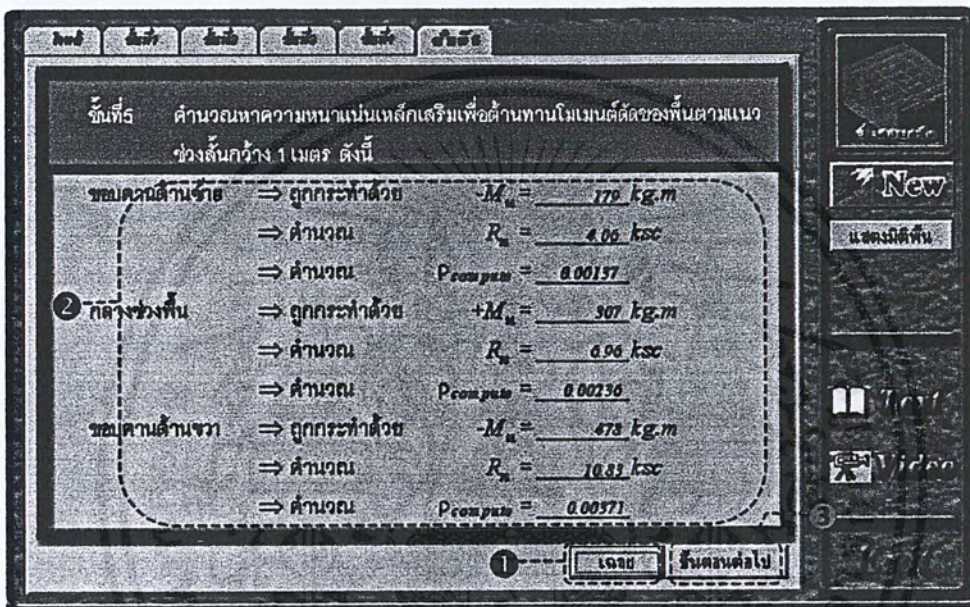 ขั้นที่5 คำนวณหาความหนาแน่นเหล็กเสริมเพื่อต้านทานโมเมนต์ดัดของพื้นตามแนว
ช่วงสั้นกว้าง 1 เมตร ดังนี้
New
แสดงมิติพื้น
ขอบคานด้านซ้าย ⇒ ถูกกระทำด้วย -Mu = 179 kg.m
⇒ คำนวณ Rn = 4.06 ksc
⇒ คำนวณ ρcompute = 0.00137
2 กลางช่วงพื้น ⇒ ถูกกระทำด้วย +Mu = 307 kg.m
⇒ คำนวณ Rn = 6.96 ksc
⇒ คำนวณ ρcompute = 0.00236
Text
ขอบคานด้านขวา ⇒ ถูกกระทำด้วย -Mu = 478 kg.m
⇒ คำนวณ Rn = 10.83 ksc
Video
⇒ คำนวณ ρcompute = 0.00371
3
1 เฉลย ขั้นตอนต่อไป